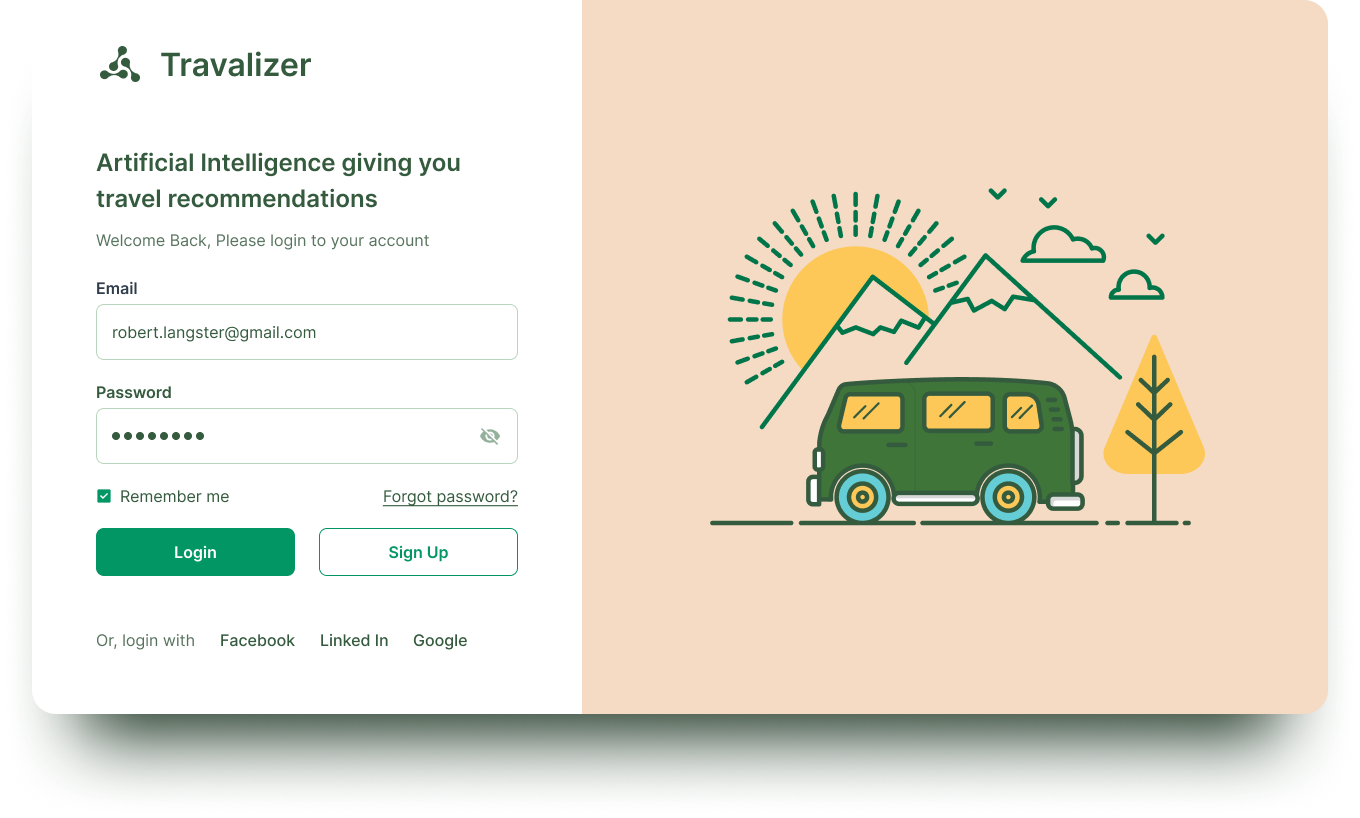 Travalizer
Artificial Intelligence giving you
travel recommendations
Welcome Back, Please login to your account
Email
robert.langster@gmail.com
Password
●●●●●●●●
Remember me
Forgot password?
Login
Sign Up
Or, login with
Facebook
Linked In
Google